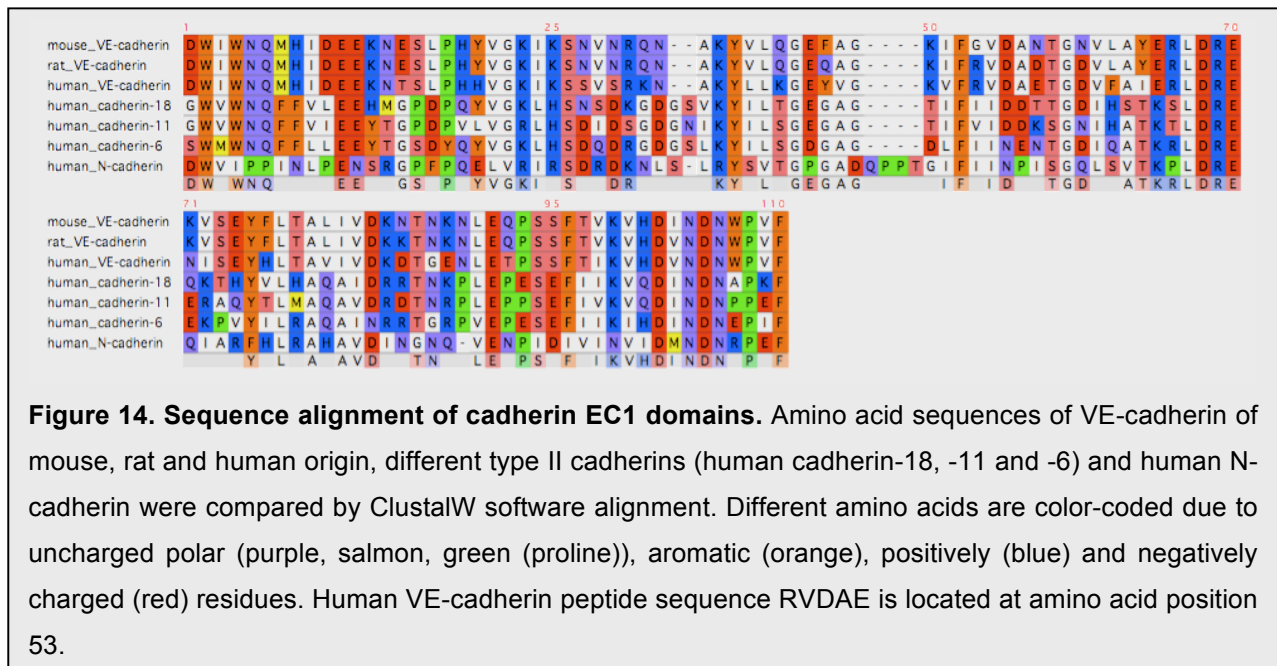 1 25 50 70
mouse_VE-cadherin DWIWNQMHIDEEKNESLPHYVGKIKSNVNRQN--AKYVLQGEFAG----KIFGVDANTGNVLAYERLDRE
rat_VE-cadherin DWIWNQMHIDEEKNESLPHYVGKIKSNVNRQN--AKYVLQGEQAG----KIFRVDADTGDVLAYERLDRE
human_VE-cadherin DWIWNQMHIDEEKNTSLPHHVGKIKSSVSRKN--AKYLLKGEYVG----KVFRVDAETGDVFAIERLDRE
human_cadherin-18 GWVWNQFFVLEEHMGPDPQYVGKLHSNSDKGDGSVKYILTGEGAG----TIFIIDDTTGDIHSTKSLDRE
human_cadherin-11 GWVWNQFFVIEEYTGPDPVLVGRLHSDIDSGDGNIKYILSGEGAG----TIFVIDDKSGNIHATKTLDRE
human_cadherin-6 SWMWNQFFLLEEYTGSDYQYVGKLHSDQDRGDGSLKYILSGDGAG----DLFIINENTGDIQATKRLDRE
human_N-cadherin DWVIPPINLPENSRGPFPQELVRIRSDRDKNLS-LRYSVTGPGADQPPTGIFIINPISGQLSVTKPLDRE
DW WNQ EE GS P YVGKI S DR KY L GEGAG IF ID TGD ATKRLDRE
71 95 110
mouse_VE-cadherin KVSEYFLTALIVDKNTNKNLEQPSSFTVKVHDINDNWPVF
rat_VE-cadherin KVSEYFLTALIVDKKTNKNLEQPSSFTVKVHDVNDNWPVF
human_VE-cadherin NISEYHLTAVIVDKDTGENLETPSSFTIKVHDVNDNWPVF
human_cadherin-18 QKTHYVLHAQAIDRRTNKPLEPESEFIIKVQDINDNAPKF
human_cadherin-11 ERAQYTLMAQAVDRDTNRPLEPPSEFIVKVQDINDNPPEF
human_cadherin-6 EKPVYILRAQAINRRTGRPVEPESEFIIKIHDINDNEPIF
human_N-cadherin QIARFHLRAHAVDINGNQ-VENPIDIVINVIDMNDNRPEF
Y L A AVD TN LE PS F IKVHDINDN P F
Figure 14. Sequence alignment of cadherin EC1 domains. Amino acid sequences of VE-cadherin of
mouse, rat and human origin, different type II cadherins (human cadherin-18, -11 and -6) and human N-
cadherin were compared by ClustalW software alignment. Different amino acids are color-coded due to
uncharged polar (purple, salmon, green (proline)), aromatic (orange), positively (blue) and negatively
charged (red) residues. Human VE-cadherin peptide sequence RVDAE is located at amino acid position
53.